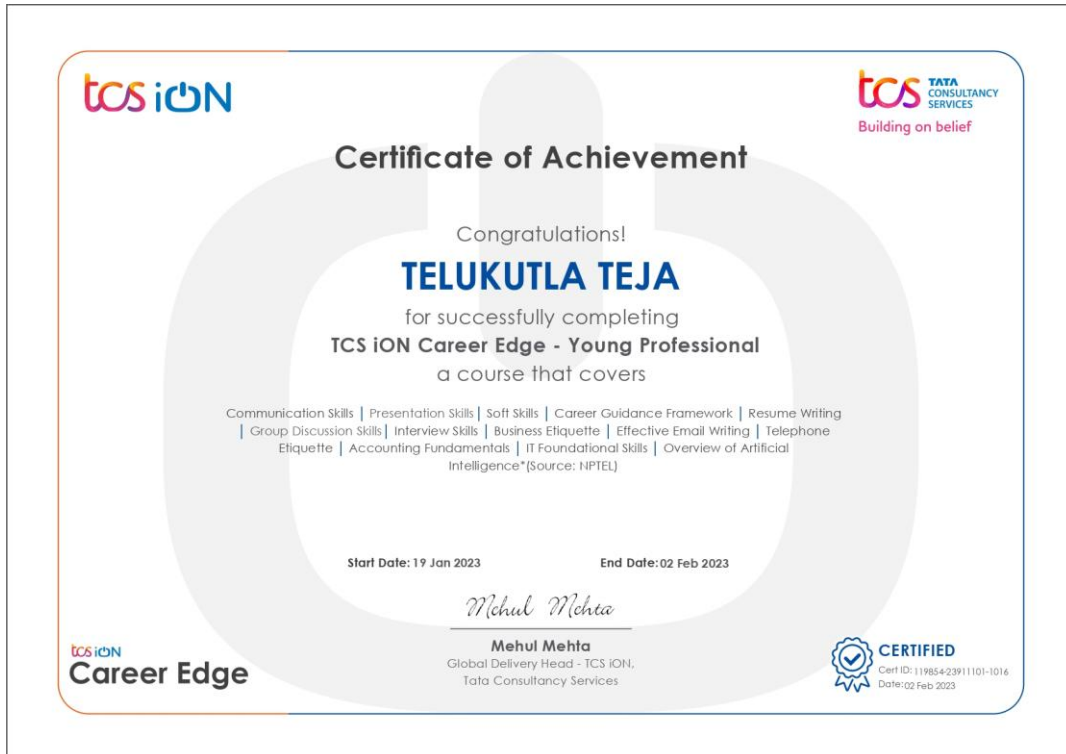 tcs iON
tcs TATA
CONSULTANCY
SERVICES
Building on belief
Certificate of Achievement
Congratulations!
TELUKUTLA TEJA
for successfully completing
TCS iON Career Edge - Young Professional
a course that covers
Communication Skills | Presentation Skills | Soft Skills | Career Guidance Framework | Resume Writing
| Group Discussion Skills | Interview Skills | Business Etiquette | Effective Email Writing | Telephone
Etiquette | Accounting Fundamentals | IT Foundational Skills | Overview of Artificial
Intelligence*(Source: NPTEL)
Start Date: 19 Jan 2023 End Date: 02 Feb 2023
Mehul Mehta
Mehul Mehta
Global Delivery Head - TCS iON,
Tata Consultancy Services
tcs iON
Career Edge
CERTIFIED
Cert ID: 119854-23911101-1016
Date: 02 Feb 2023